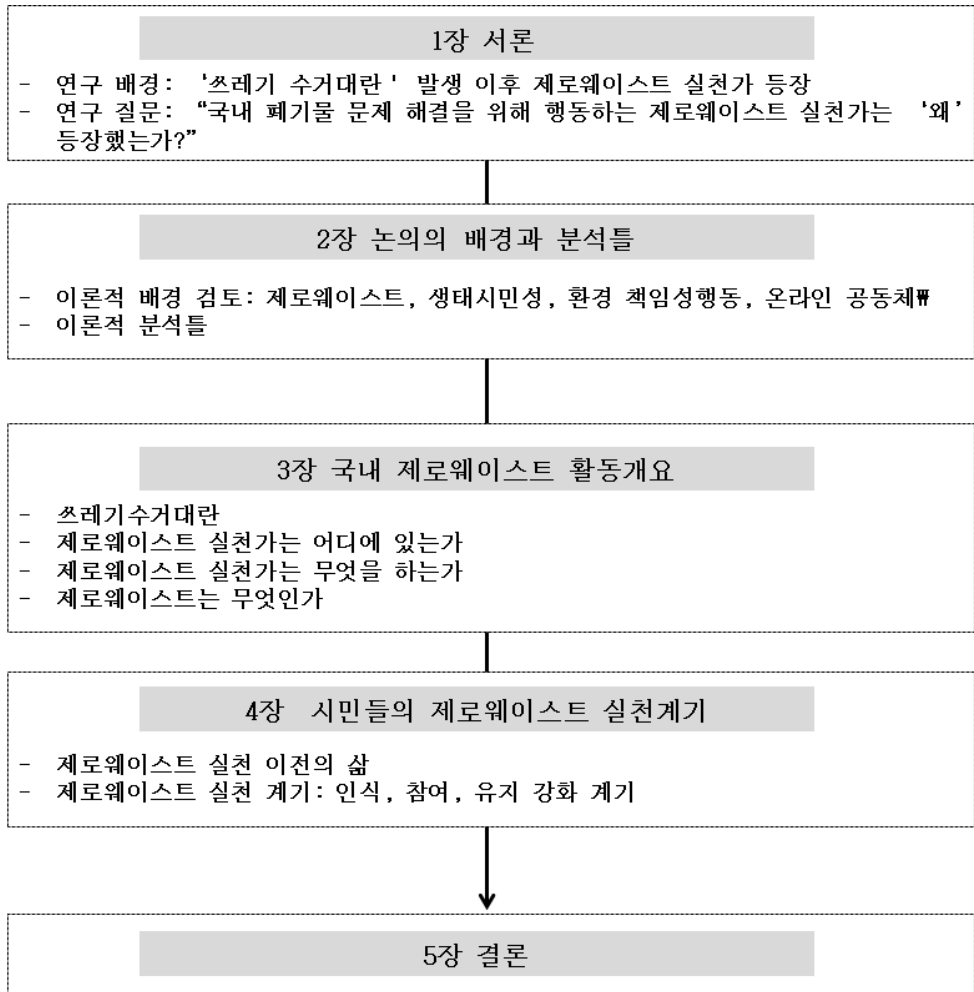 1장 서론
- 연구 배경: ‘쓰레기 수거대란' 발생 이후 제로웨이스트 실천가 등장
- 연구 질문: “국내 폐기물 문제 해결을 위해 행동하는 제로웨이스트 실천가는 ‘왜’
등장했는가?”
2장 논의의 배경과 분석틀
- 이론적 배경 검토: 제로웨이스트, 생태시민성, 환경 책임성행동, 온라인 공동체₩
- 이론적 분석틀
3장 국내 제로웨이스트 활동개요
- 쓰레기수거대란
- 제로웨이스트 실천가는 어디에 있는가
- 제로웨이스트 실천가는 무엇을 하는가
- 제로웨이스트는 무엇인가
4장 시민들의 제로웨이스트 실천계기
- 제로웨이스트 실천 이전의 삶
- 제로웨이스트 실천 계기: 인식, 참여, 유지 강화 계기
5장 결론